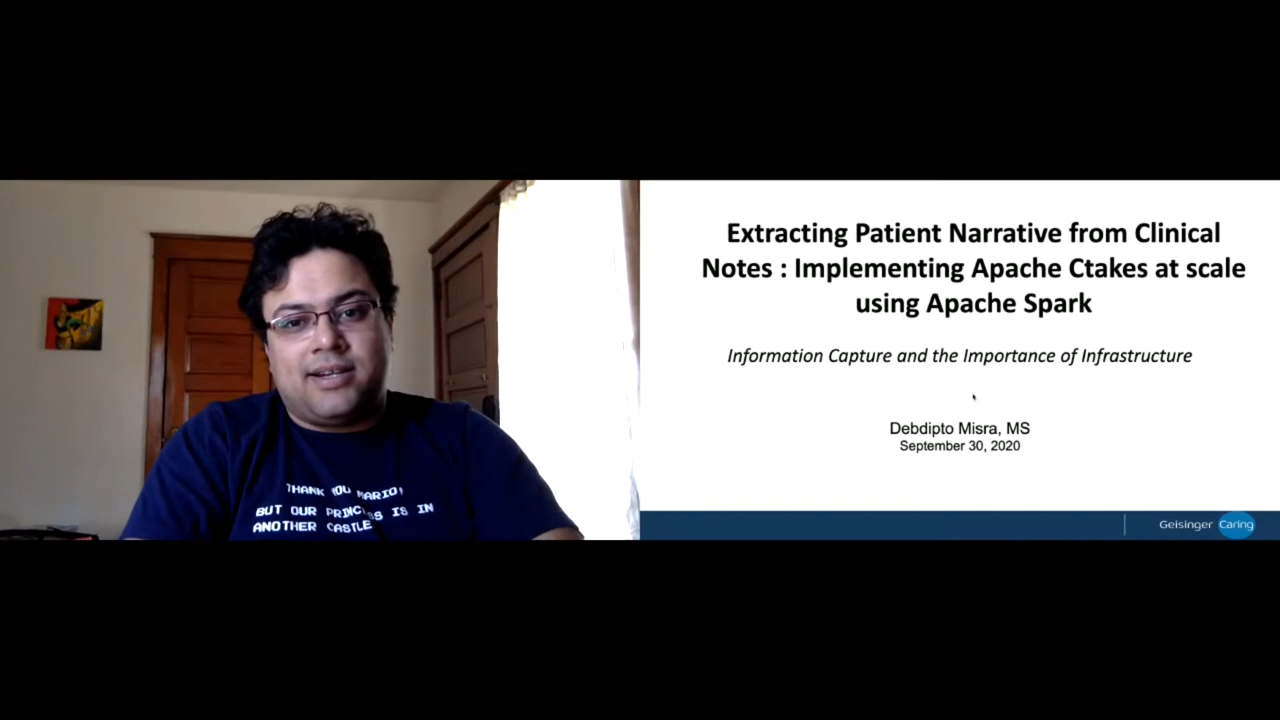 THANK YOU MARIO!
BUT OUR PRINCESS IS IN
ANOTHER CASTLE
Extracting Patient Narrative from Clinical
Notes : Implementing Apache Ctakes at scale
using Apache Spark
Information Capture and the Importance of Infrastructure
Debdipto Misra, MS
September 30, 2020
Geisinger Caring